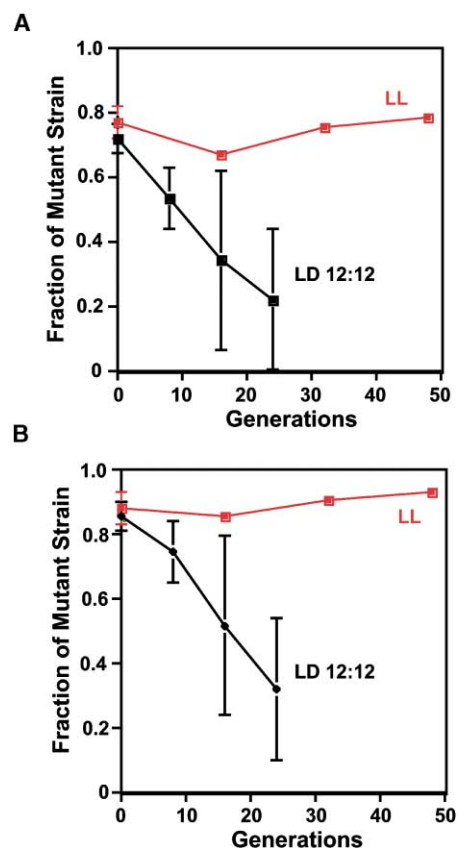 A
Fraction of Mutant Strain
1.0
0.8
0.6
0.4
0.2
0
LL
LD 12:12
0 10 20 30 40 50
Generations
B
Fraction of Mutant Strain
1.0
0.8
0.6
0.4
0.2
0
LL
LD 12:12
0 10 20 30 40 50
Generations